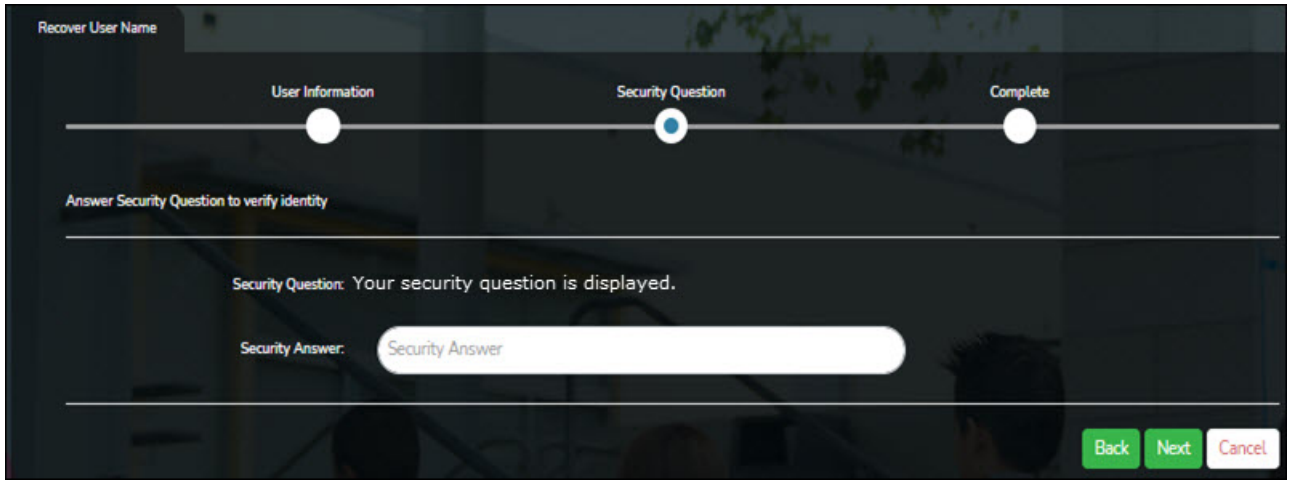 Recover User Name
User Information Security Question Complete
Answer Security Question to verify identity
Security Question: Your security question is displayed.
Security Answer: Security Answer
Back Next Cancel